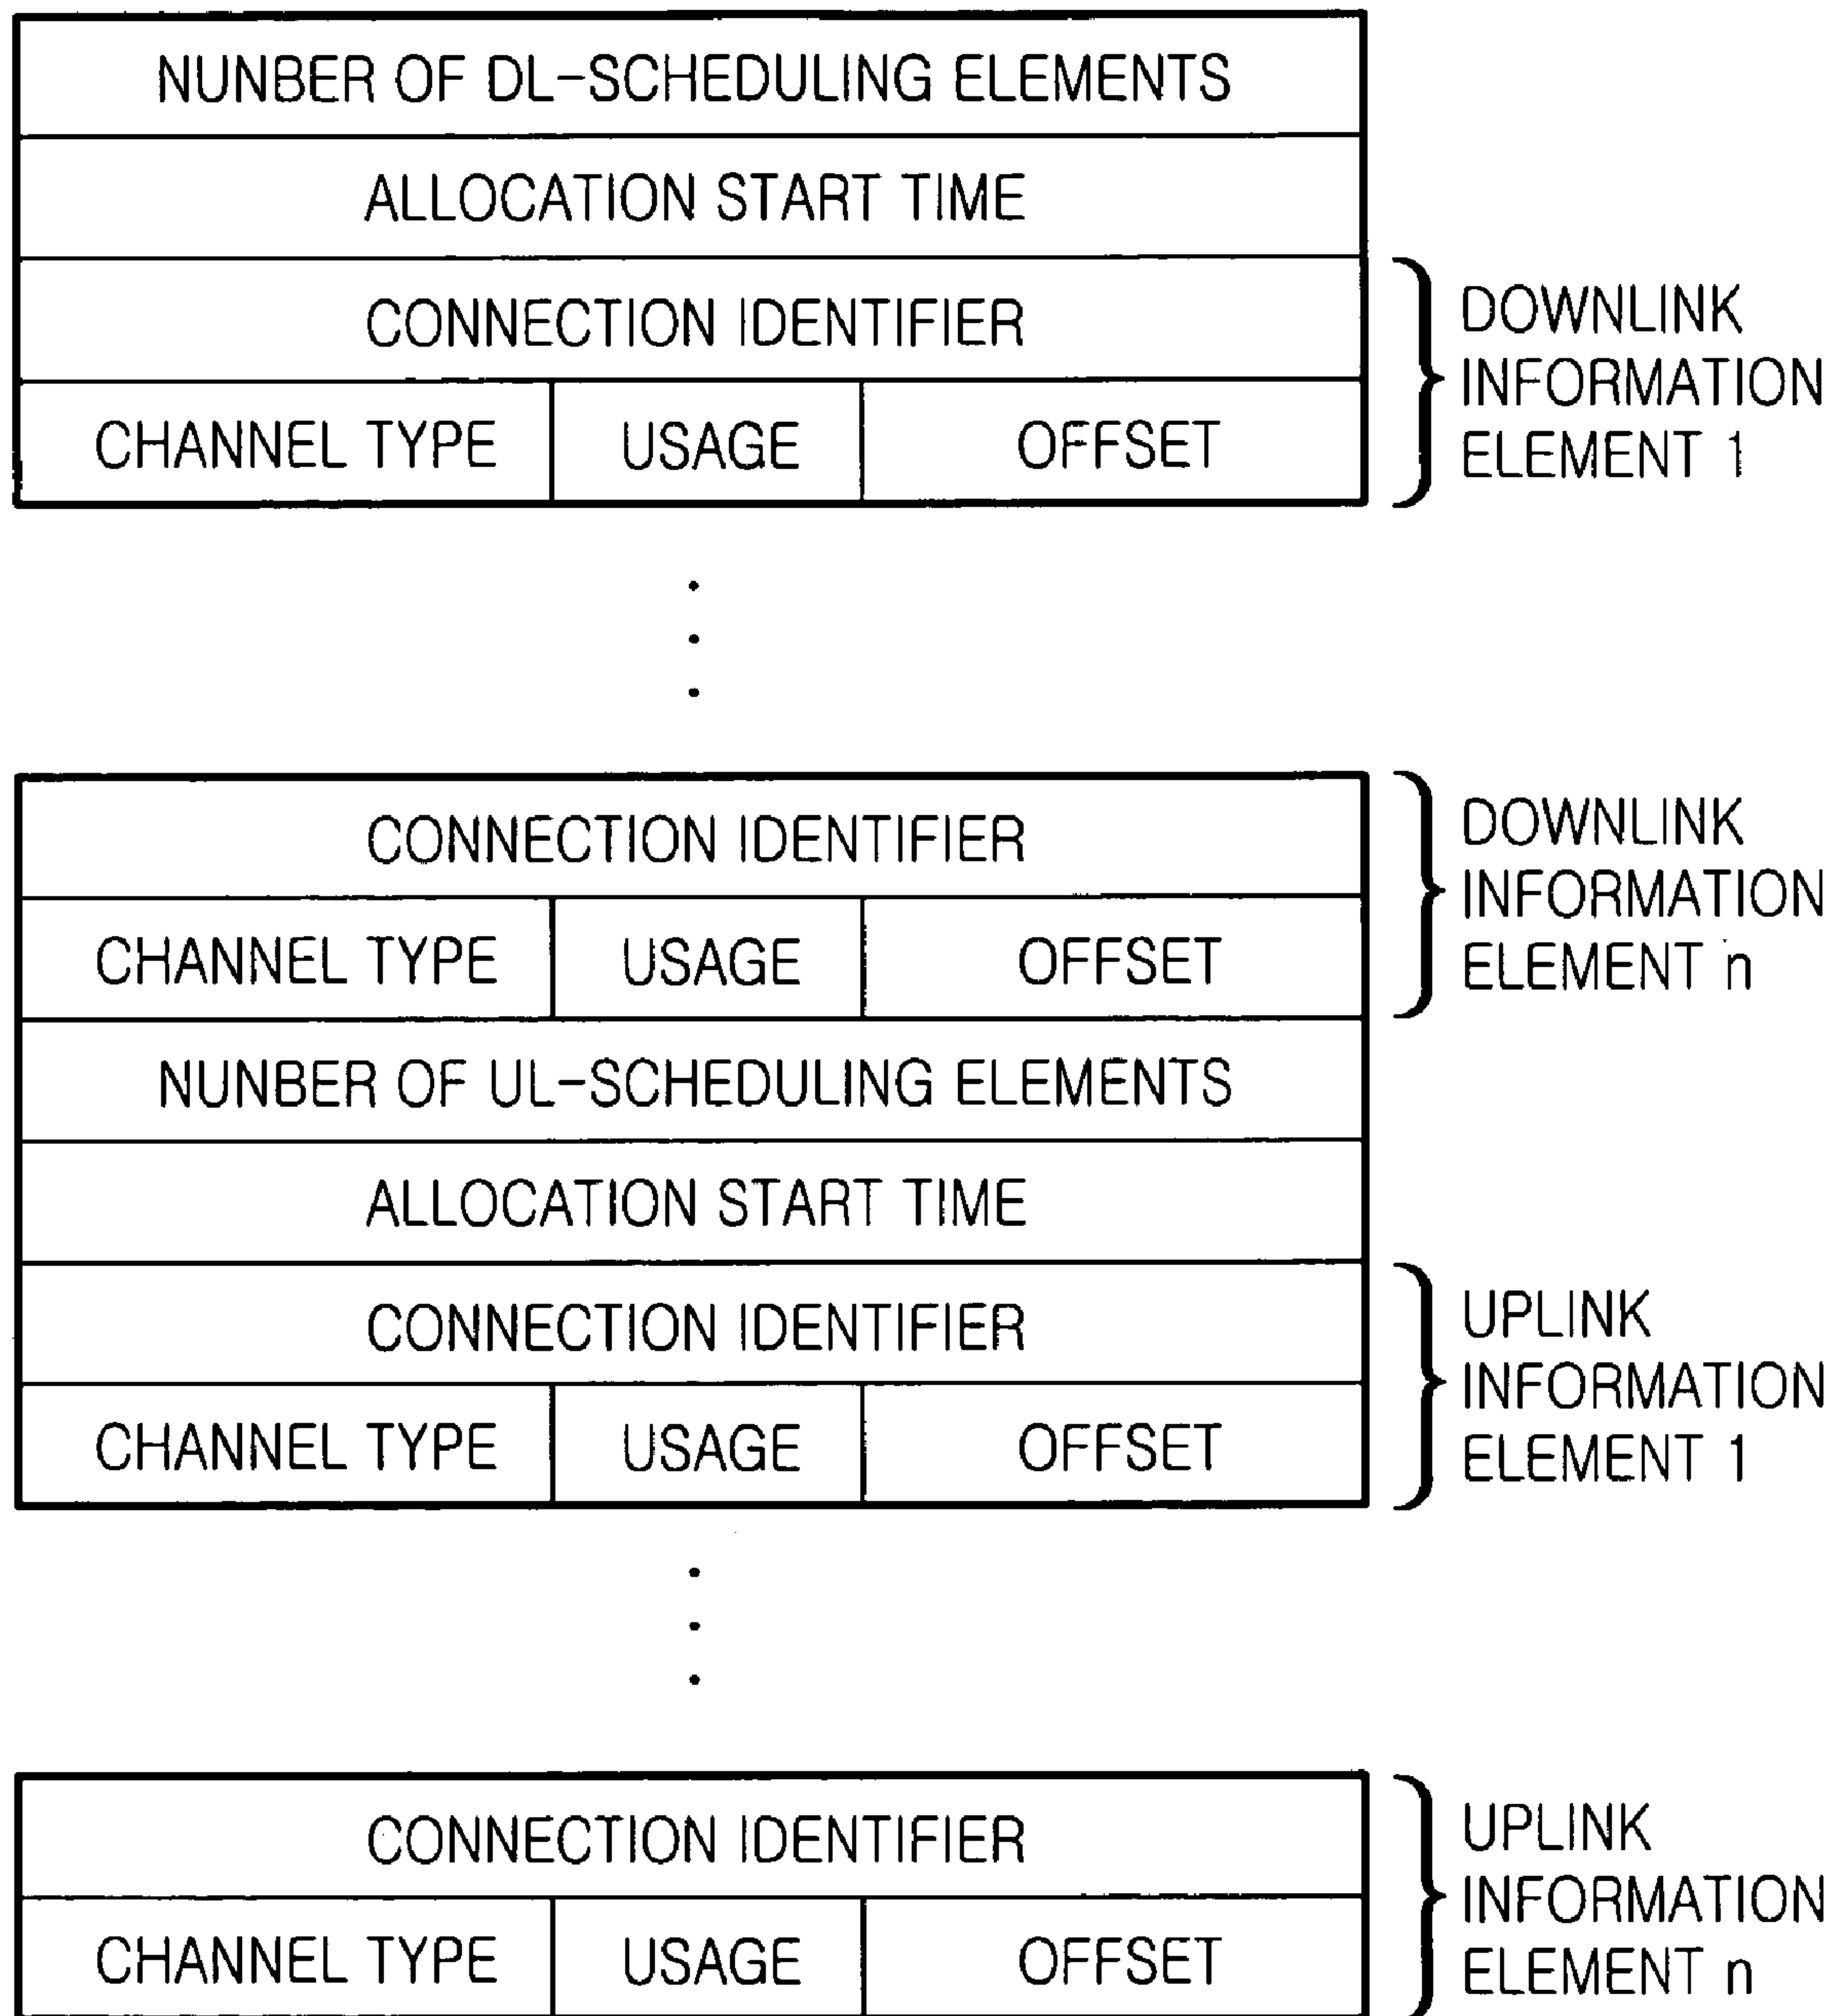 NUNBER OF DL-SCHEDULING ELEMENTS
ALLOCATION START TIME
CONNECTION IDENTIFIER
CHANNEL TYPE USAGE OFFSET
DOWNLINK
INFORMATION
ELEMENT 1
CONNECTION IDENTIFIER
CHANNEL TYPE USAGE OFFSET
DOWNLINK
INFORMATION
ELEMENT n
NUNBER OF UL-SCHEDULING ELEMENTS
ALLOCATION START TIME
CONNECTION IDENTIFIER
CHANNEL TYPE USAGE OFFSET
UPLINK
INFORMATION
ELEMENT 1
CONNECTION IDENTIFIER
CHANNEL TYPE USAGE OFFSET
UPLINK
INFORMATION
ELEMENT n